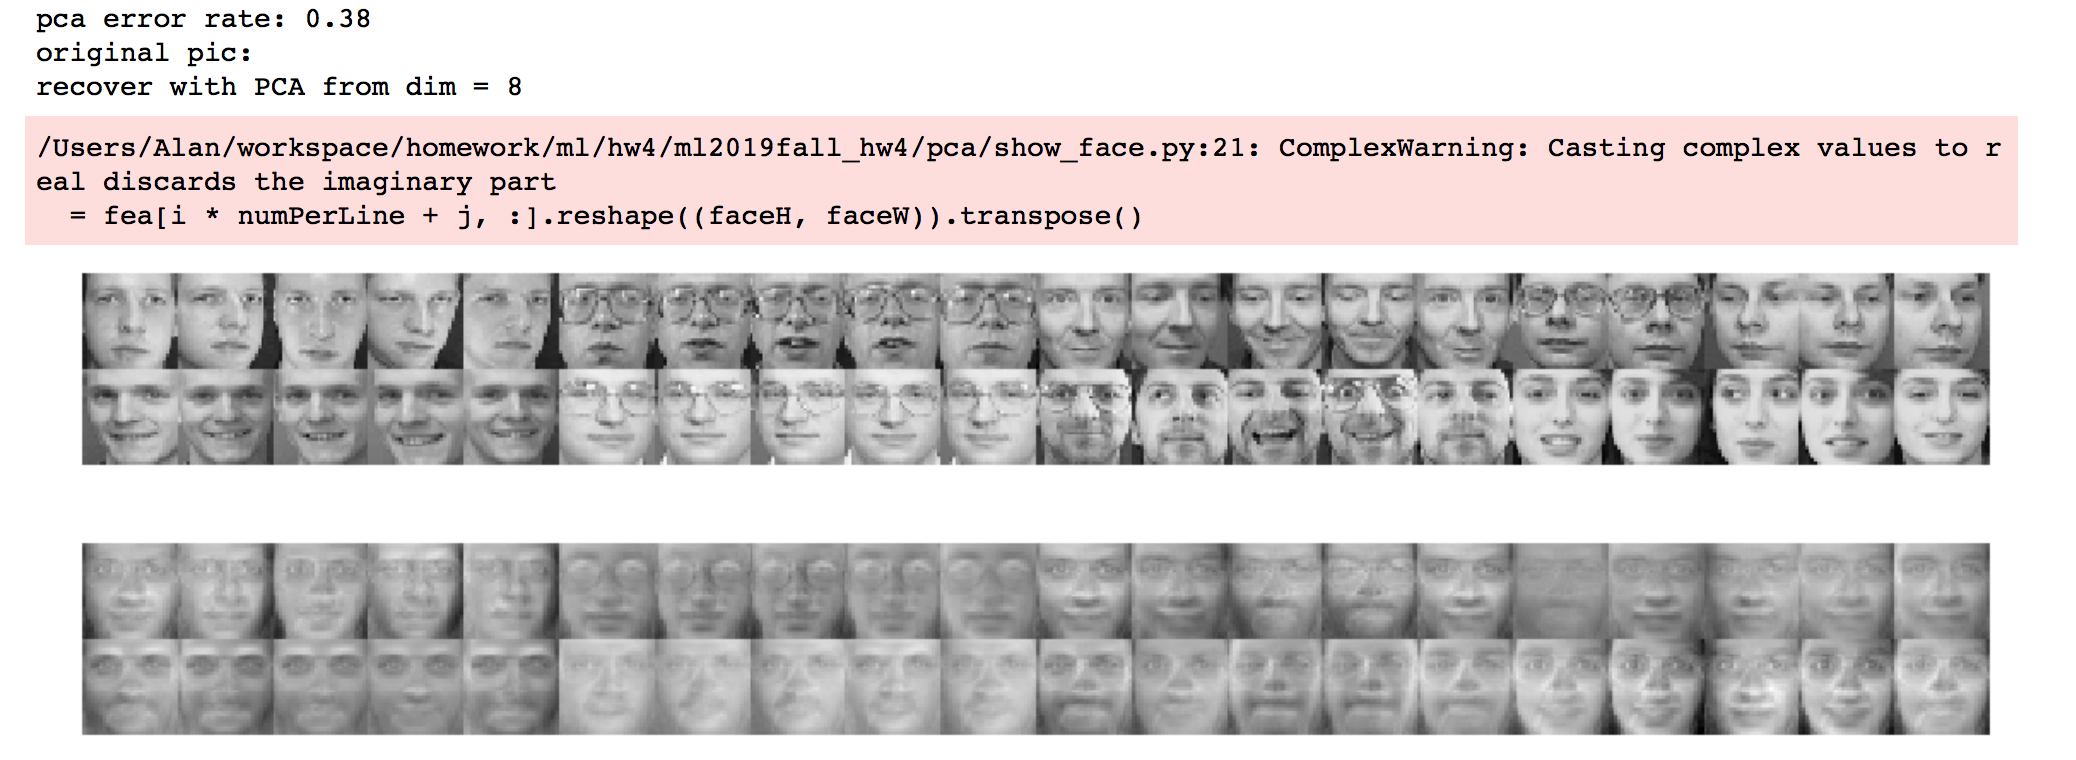 pca error rate: 0.38
original pic:
recover with PCA from dim = 8
/Users/Alan/workspace/homework/ml/hw4/ml2019fall_hw4/pca/show_face.py:21: ComplexWarning: Casting complex values to r
eal discards the imaginary part
  = fea[i * numPerLine + j, :].reshape((faceH, faceW)).transpose()